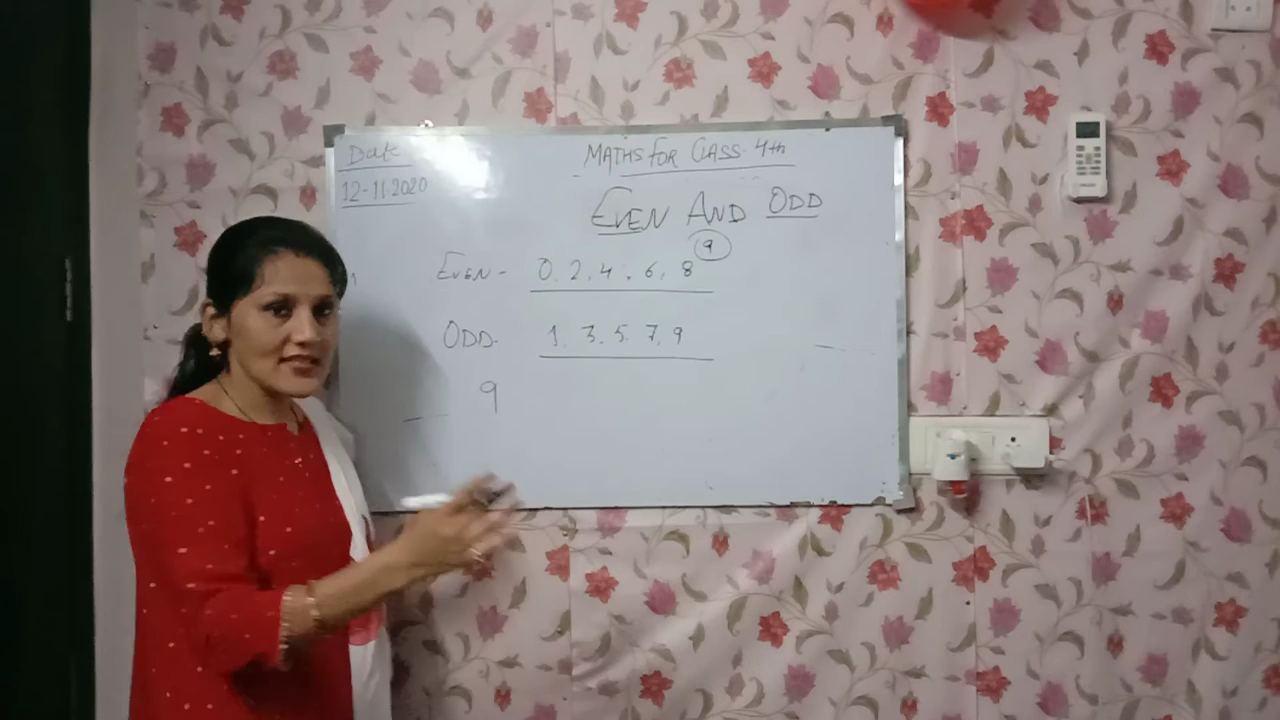 Date
12-11-2020
MATHS FOR CLASS 4th
EVEN AND ODD
9
EVEN - 0, 2, 4, 6, 8
ODD - 1, 3, 5, 7, 9
9